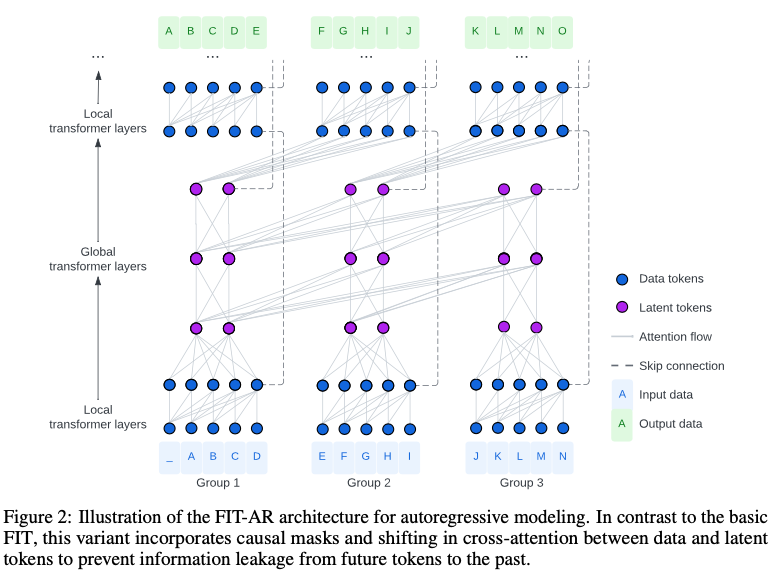 A B C D E F G H I J K L M N O
... ... ... ...
Local
transformer layers
Global
transformer layers
Data tokens
Latent tokens
Attention flow
Skip connection
A Input data
A Output data
Local
transformer layers
_ A B C D E F G H I J K L M N
Group 1 Group 2 Group 3
Figure 2: Illustration of the FIT-AR architecture for autoregressive modeling. In contrast to the basic
FIT, this variant incorporates causal masks and shifting in cross-attention between data and latent
tokens to prevent information leakage from future tokens to the past.